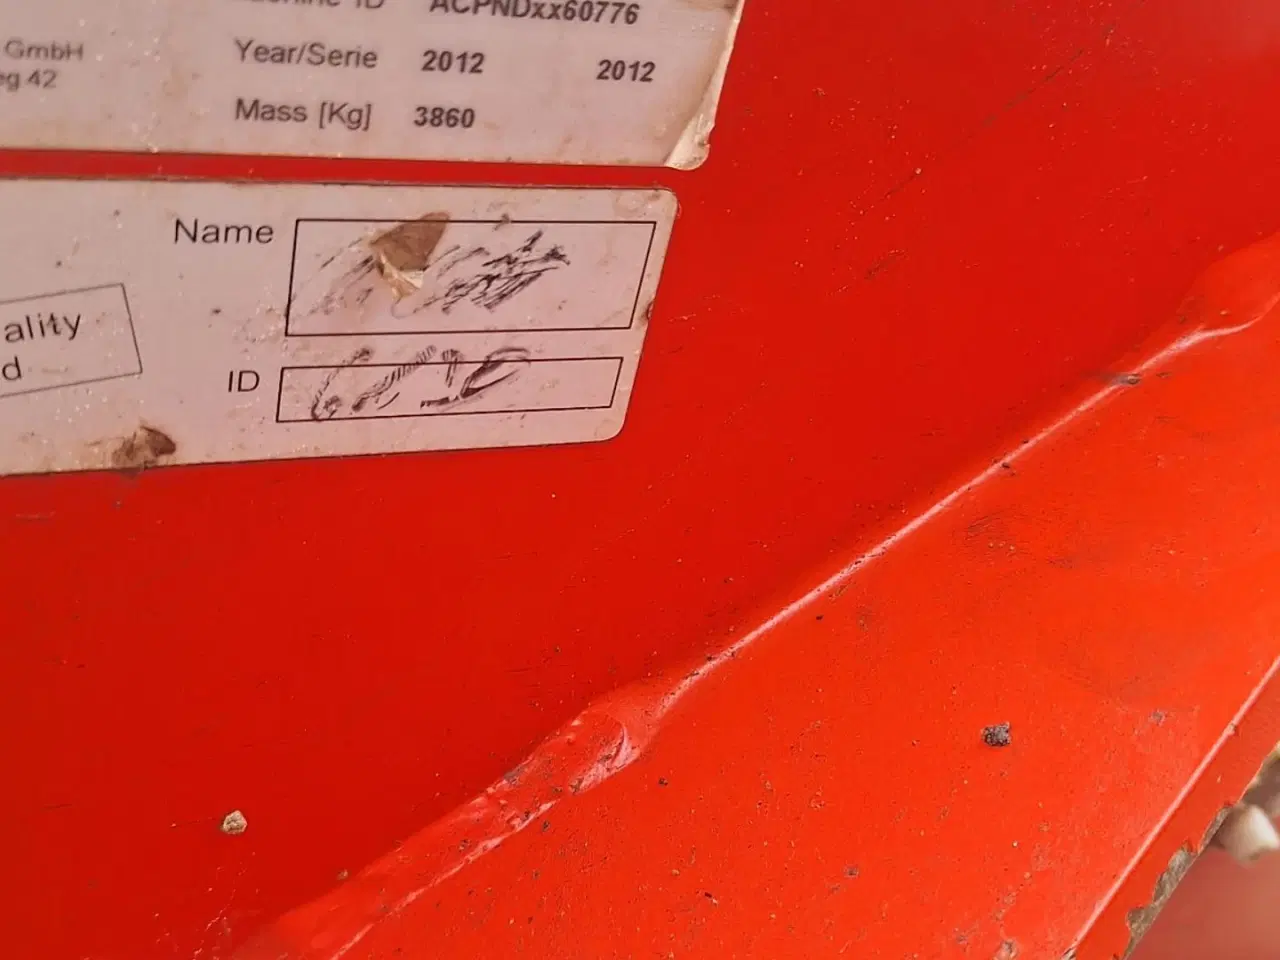 ACPNDxx60776
GmbH
Year/Serie 2012 2012
eg 42
Mass [Kg] 3860
Name
ality
d
ID